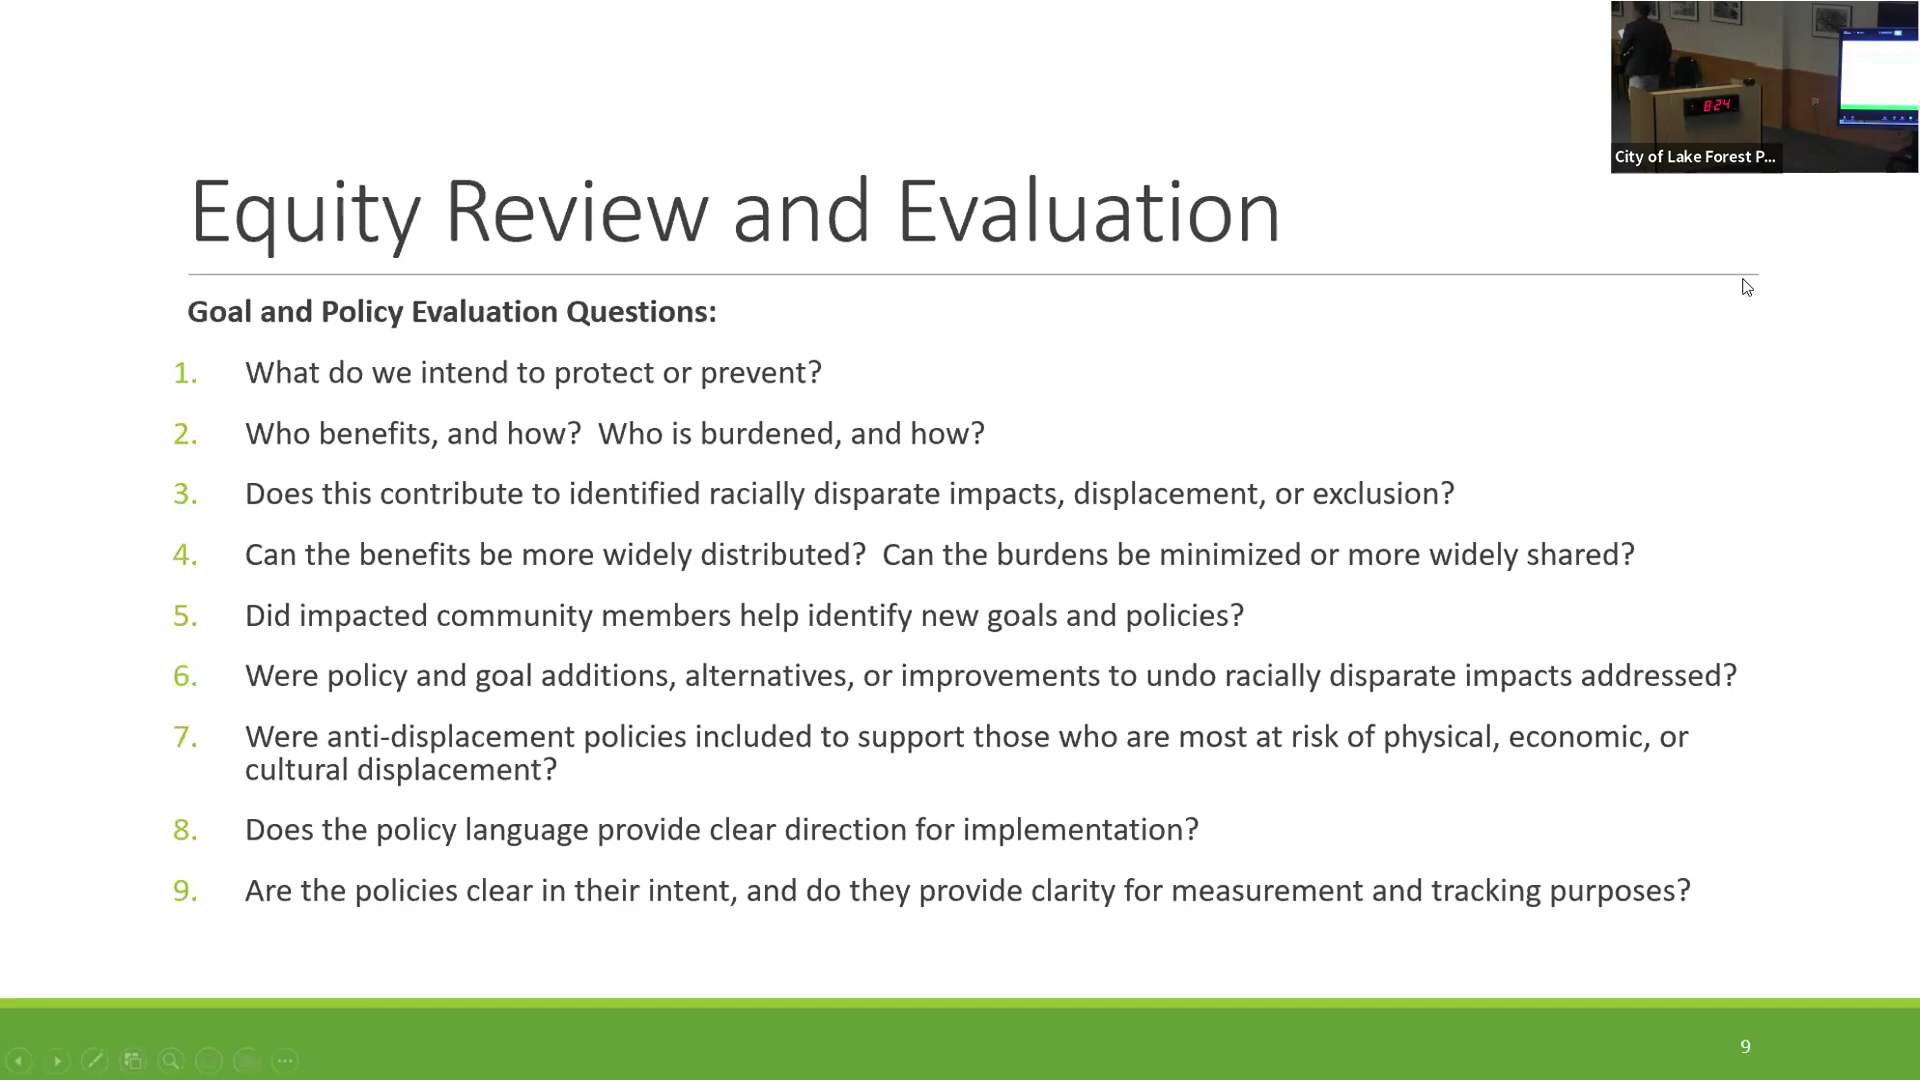 8:24
City of Lake Forest P...
Equity Review and Evaluation
Goal and Policy Evaluation Questions:
1. What do we intend to protect or prevent?
2. Who benefits, and how?  Who is burdened, and how?
3. Does this contribute to identified racially disparate impacts, displacement, or exclusion?
4. Can the benefits be more widely distributed?  Can the burdens be minimized or more widely shared?
5. Did impacted community members help identify new goals and policies?
6. Were policy and goal additions, alternatives, or improvements to undo racially disparate impacts addressed?
7. Were anti-displacement policies included to support those who are most at risk of physical, economic, or
cultural displacement?
8. Does the policy language provide clear direction for implementation?
9. Are the policies clear in their intent, and do they provide clarity for measurement and tracking purposes?
9